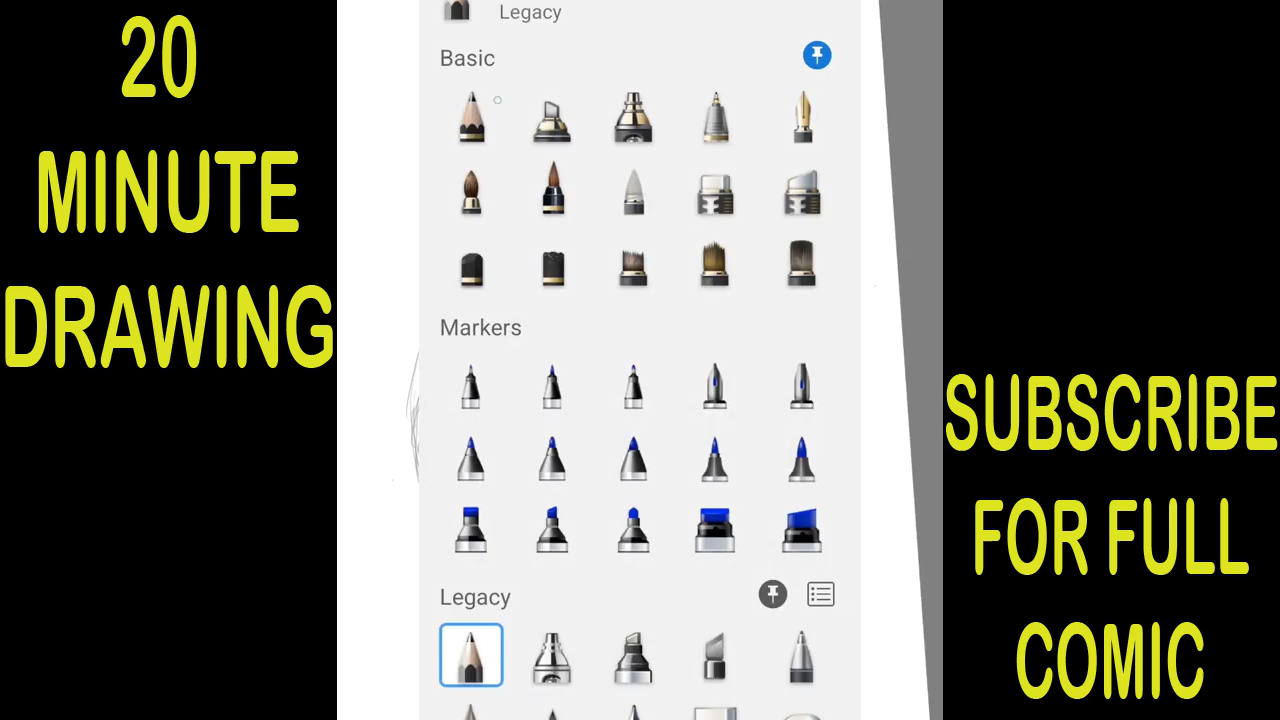 20
MINUTE
DRAWING
Legacy
Basic
Markers
Legacy
SUBSCRIBE
FOR FULL
COMIC